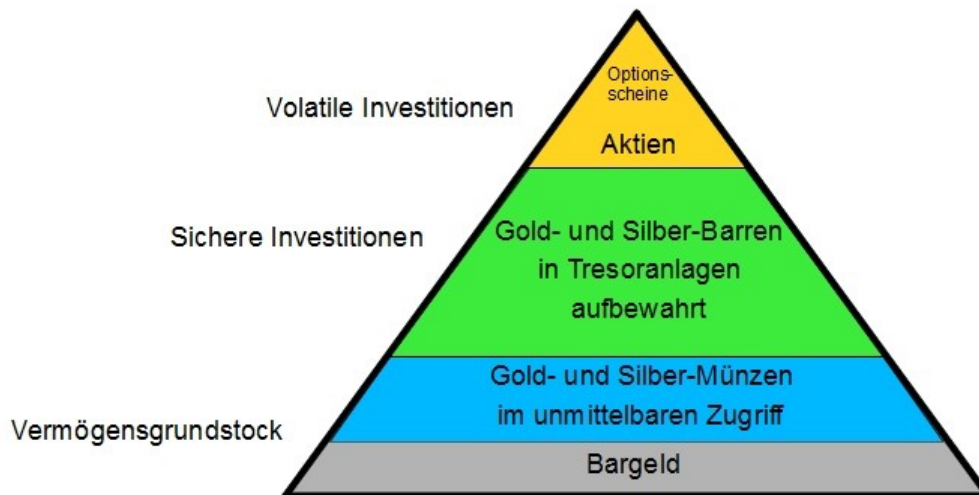 Options-
scheine
Volatile Investitionen
Aktien
Sichere Investitionen
Gold- und Silber-Barren
in Tresoranlagen
aufbewahrt
Gold- und Silber-Münzen
im unmittelbaren Zugriff
Vermögensgrundstock
Bargeld